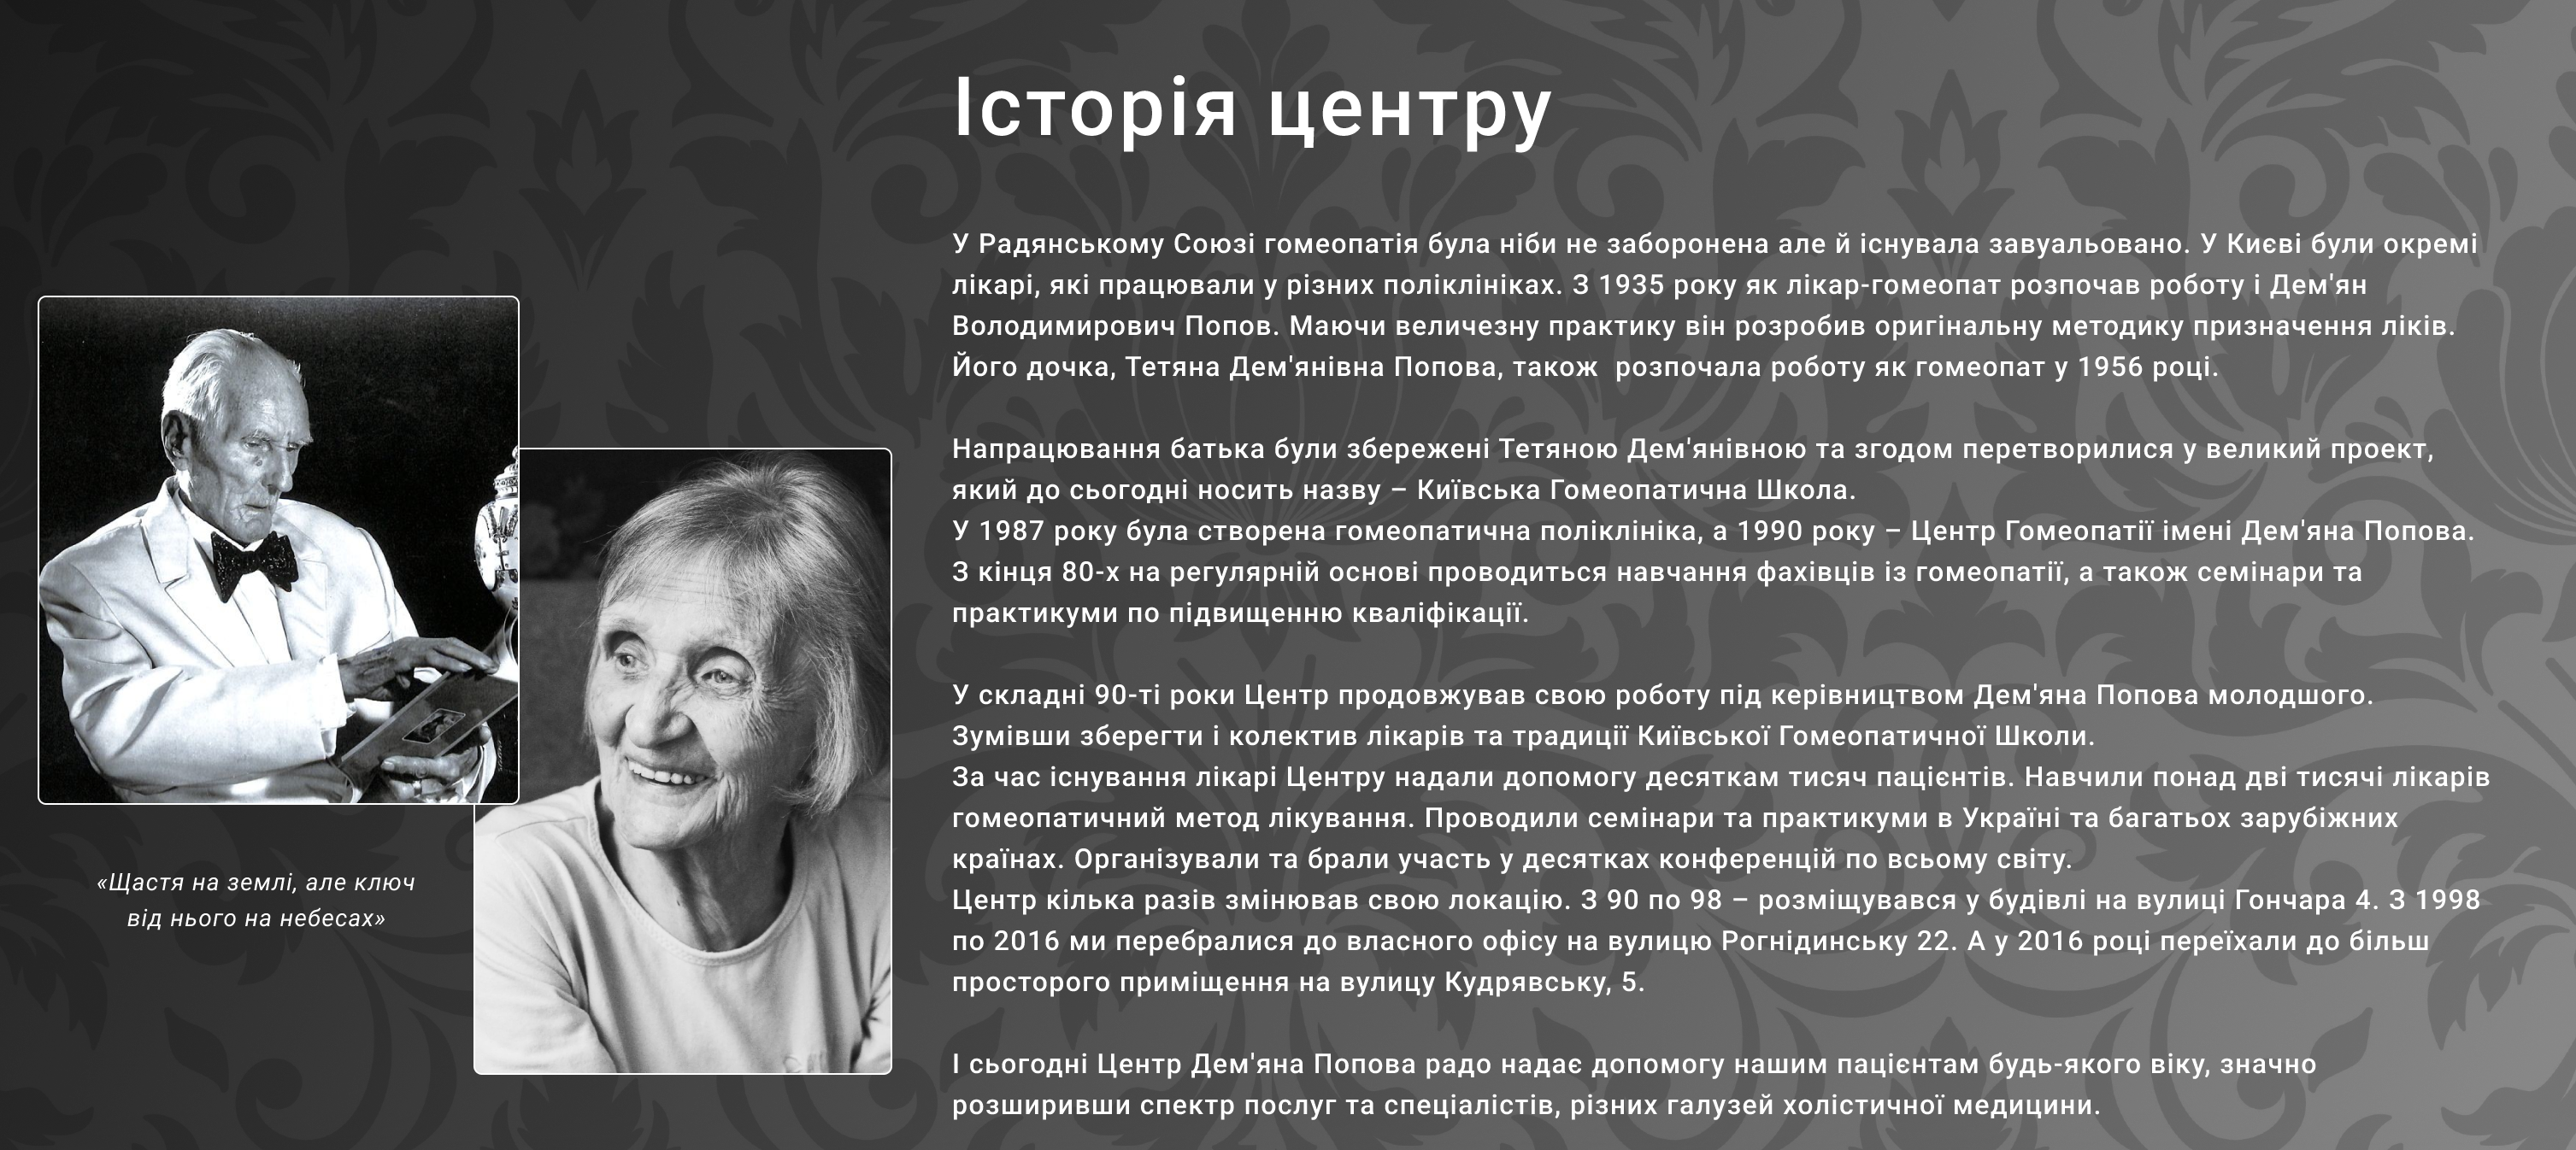 Історія центру
У Радянському Союзі гомеопатія була ніби не заборонена але й існувала завуальовано. У Києві були окремі
лікарі, які працювали у різних поліклініках. З 1935 року як лікар-гомеопат розпочав роботу і Дем'ян
Володимирович Попов. Маючи величезну практику він розробив оригінальну методику призначення ліків.
Його дочка, Тетяна Дем'янівна Попова, також  розпочала роботу як гомеопат у 1956 році.
Напрацювання батька були збережені Тетяною Дем'янівною та згодом перетворилися у великий проект,
який до сьогодні носить назву – Київська Гомеопатична Школа.
У 1987 року була створена гомеопатична поліклініка, а 1990 року – Центр Гомеопатії імені Дем'яна Попова.
З кінця 80-х на регулярній основі проводиться навчання фахівців із гомеопатії, а також семінари та
практикуми по підвищенню кваліфікації.
У складні 90-ті роки Центр продовжував свою роботу під керівництвом Дем'яна Попова молодшого.
Зумівши зберегти і колектив лікарів та традиції Київської Гомеопатичної Школи.
За час існування лікарі Центру надали допомогу десяткам тисяч пацієнтів. Навчили понад дві тисячі лікарів
гомеопатичний метод лікування. Проводили семінари та практикуми в Україні та багатьох зарубіжних
країнах. Організували та брали участь у десятках конференцій по всьому світу.
Центр кілька разів змінював свою локацію. З 90 по 98 – розміщувався у будівлі на вулиці Гончара 4. З 1998
по 2016 ми перебралися до власного офісу на вулицю Рогнідинську 22. А у 2016 році переїхали до більш
просторого приміщення на вулицу Кудрявську, 5.
І сьогодні Центр Дем'яна Попова радо надає допомогу нашим пацієнтам будь-якого віку, значно
розширивши спектр послуг та спеціалістів, різних галузей холістичної медицини.
«Щастя на землі, але ключ
від нього на небесах»